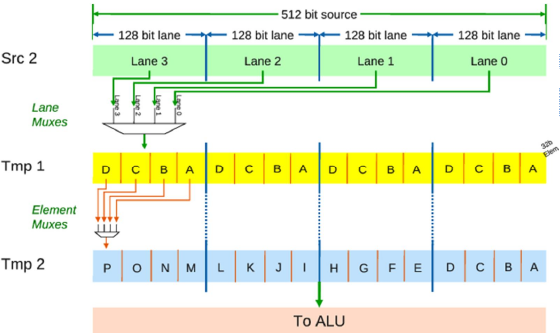 512 bit source
128 bit lane 128 bit lane 128 bit lane 128 bit lane
Src 2 Lane 3 Lane 2 Lane 1 Lane 0
Lane
Muxes
Lane 3 Lane 2 Lane 1 Lane 0
32b
Elem
Tmp 1 D C B A D C B A D C B A D C B A
Element
Muxes
Tmp 2 P O N M L K J I H G F E D C B A
To ALU